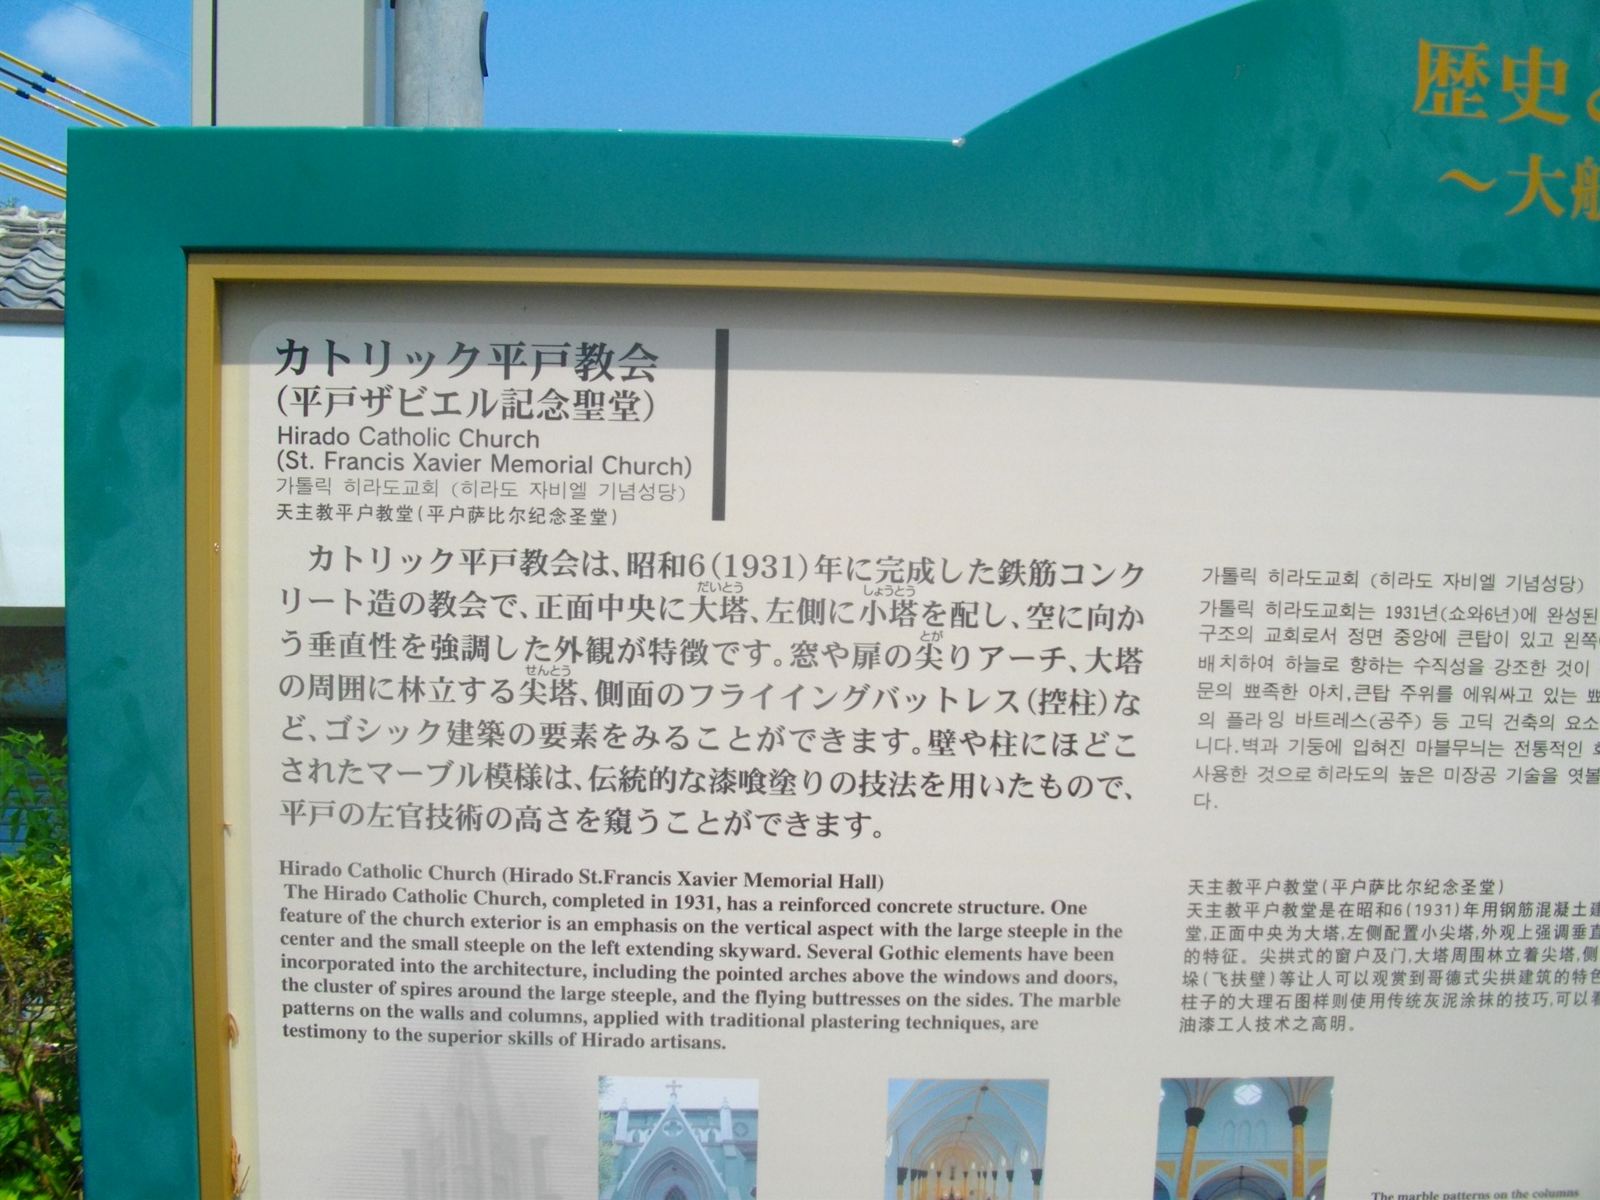 歴史
～大
カトリック平戸教会
(平戸ザビエル記念聖堂)
Hirado Catholic Church
(St. Francis Xavier Memorial Church)
가톨릭 히라도교회 (히라도 자비엘 기념성당)
天主教平户教堂(平户萨比尔纪念圣堂)
カトリック平戸教会は、昭和6(1931)年に完成した鉄筋コンク
だいとう しょうとう
リート造の教会で、正面中央に大塔、左側に小塔を配し、空に向か
とが
う垂直性を強調した外観が特徴です。窓や扉の尖りアーチ、大塔
せんとう
の周囲に林立する尖塔、側面のフライイングバットレス(控柱)な
ど、ゴシック建築の要素をみることができます。壁や柱にほどこ
されたマーブル模様は、伝統的な漆喰塗りの技法を用いたもので、
平戸の左官技術の高さを窺うことができます。
Hirado Catholic Church (Hirado St.Francis Xavier Memorial Hall)
The Hirado Catholic Church, completed in 1931, has a reinforced concrete structure. One
feature of the church exterior is an emphasis on the vertical aspect with the large steeple in the
center and the small steeple on the left extending skyward. Several Gothic elements have been
incorporated into the architecture, including the pointed arches above the windows and doors,
the cluster of spires around the large steeple, and the flying buttresses on the sides. The marble
patterns on the walls and columns, applied with traditional plastering techniques, are
testimony to the superior skills of Hirado artisans.
가톨릭 히라도교회 (히라도 자비엘 기념성당)
가톨릭 히라도교회는 1931년(쇼와6년)에 완성된
구조의 교회로서 정면 중앙에 큰탑이 있고 왼쪽
배치하여 하늘로 향하는 수직성을 강조한 것이
문의 뾰족한 아치,큰탑 주위를 에워싸고 있는 뾰
의 플라잉 바트레스(공주) 등 고딕 건축의 요소
니다.벽과 기둥에 입혀진 마블무늬는 전통적인
사용한 것으로 히라도의 높은 미장공 기술을 엿볼
다.
天主教平户教堂(平户萨比尔纪念圣堂)
天主教平户教堂是在昭和6(1931)年用钢筋混凝土建
堂,正面中央为大塔,左侧配置小尖塔,外观上强调垂直
的特征。尖拱式的窗户及门,大塔周围林立着尖塔,侧
垛(飞扶壁)等让人可以观赏到哥德式尖拱建筑的特色
柱子的大理石图样则使用传统灰泥涂抹的技巧,可以看
油漆工人技术之高明。
The marble patterns on the columns